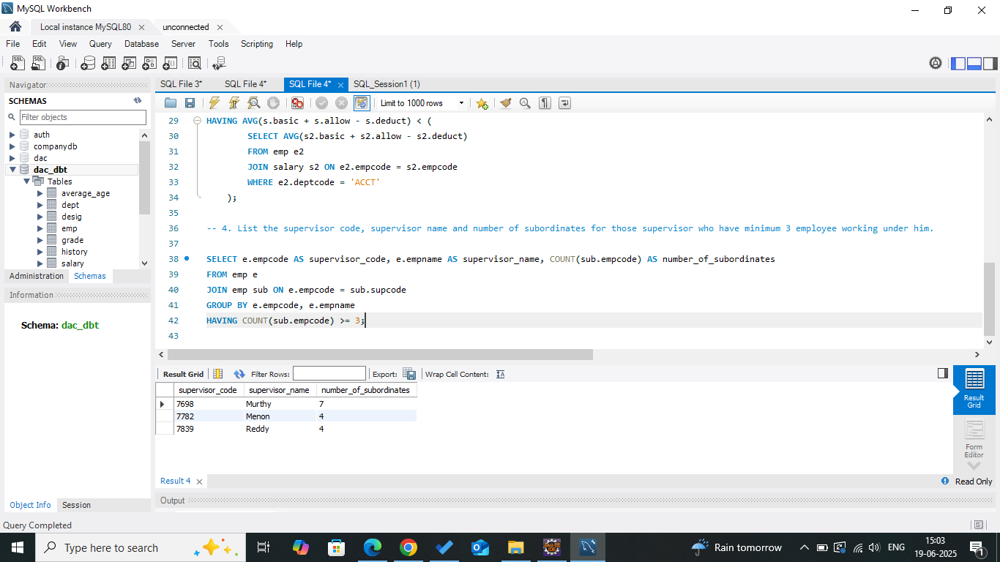 MySQL Workbench
Local instance MySQL80
unconnected
File Edit View Query Database Server Tools Scripting Help
Navigator
SCHEMAS
Filter objects
auth
companydb
dac
dac_dbt
Tables
average_age
dept
desig
emp
grade
history
salary
Administration Schemas
Information
Schema: dac_dbt
Object Info Session
SQL File 3* SQL File 4* SQL File 4* SQL_Session1 (1)
Limit to 1000 rows
29 HAVING AVG(s.basic + s.allow - s.deduct) < (
30 SELECT AVG(s2.basic + s2.allow - s2.deduct)
31 FROM emp e2
32 JOIN salary s2 ON e2.empcode = s2.empcode
33 WHERE e2.deptcode = 'ACCT'
34 );
35
36 -- 4. List the supervisor code, supervisor name and number of subordinates for those supervisor who have minimum 3 employee working under him.
37
38 SELECT e.empcode AS supervisor_code, e.empname AS supervisor_name, COUNT(sub.empcode) AS number_of_subordinates
39 FROM emp e
40 JOIN emp sub ON e.empcode = sub.supcode
41 GROUP BY e.empcode, e.empname
42 HAVING COUNT(sub.empcode) >= 3;
43
Result Grid Filter Rows: Export: Wrap Cell Content:
supervisor_code supervisor_name number_of_subordinates
7698 Murthy 7
7782 Menon 4
7839 Reddy 4
Result
Grid
Form
Editor
Result 4
Read Only
Output
Query Completed
Type here to search
Rain tomorrow
ENG
15:03
19-06-2025
1